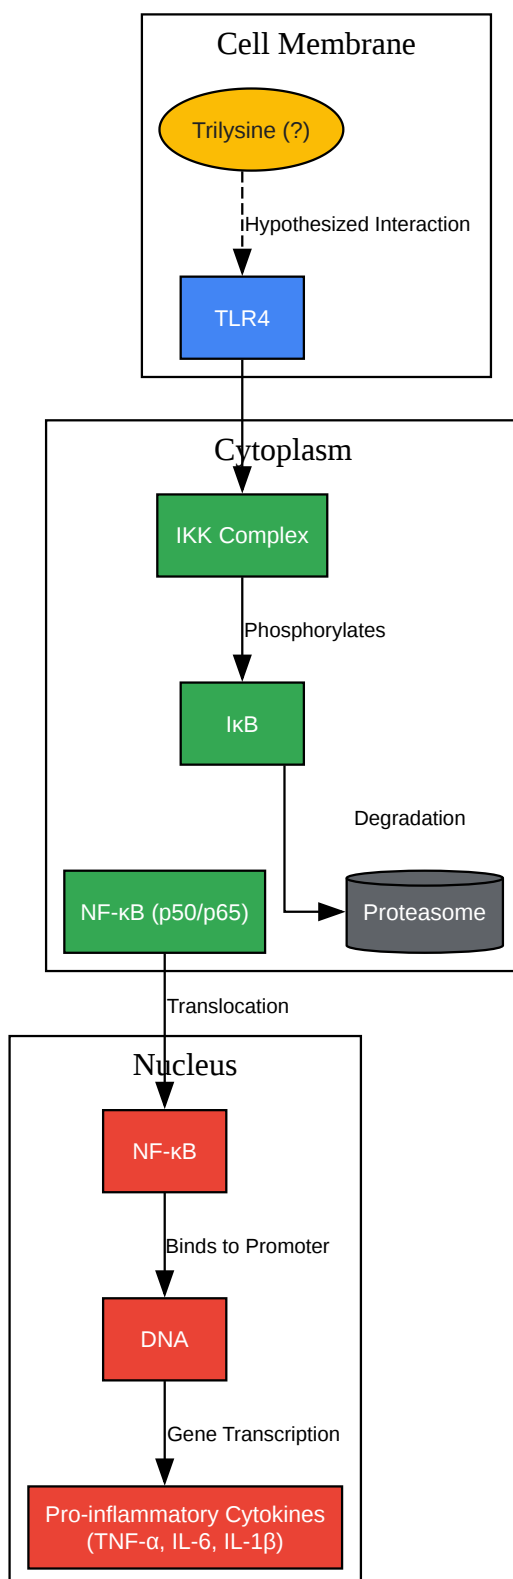 Cell Membrane
Trilysine (?)
Hypothesized Interaction
TLR4
Cytoplasm
IKK Complex
Phosphorylates
IκB
Degradation
NF-κB (p50/p65)
Proteasome
Translocation
Nucleus
NF-κB
Binds to Promoter
DNA
Gene Transcription
Pro-inflammatory Cytokines
(TNF-α, IL-6, IL-1β)